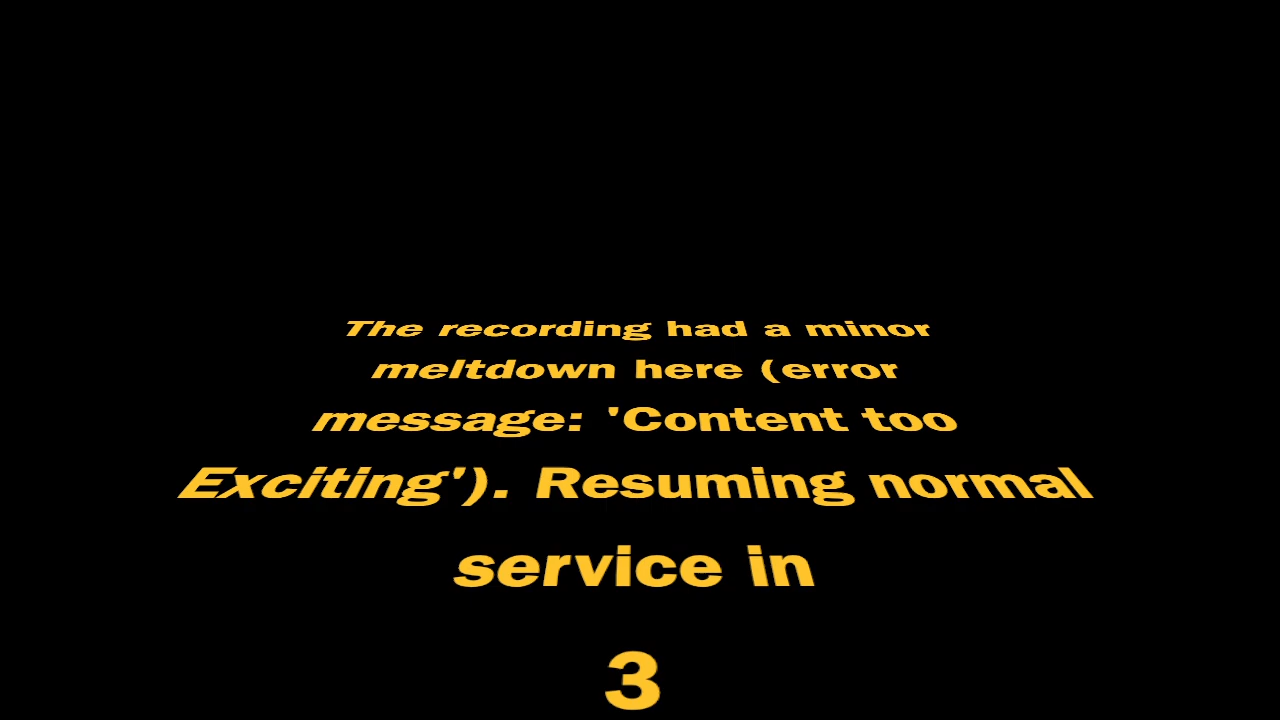 The recording had a minor
meltdown here (error
message: 'Content too
Exciting'). Resuming normal
service in
3